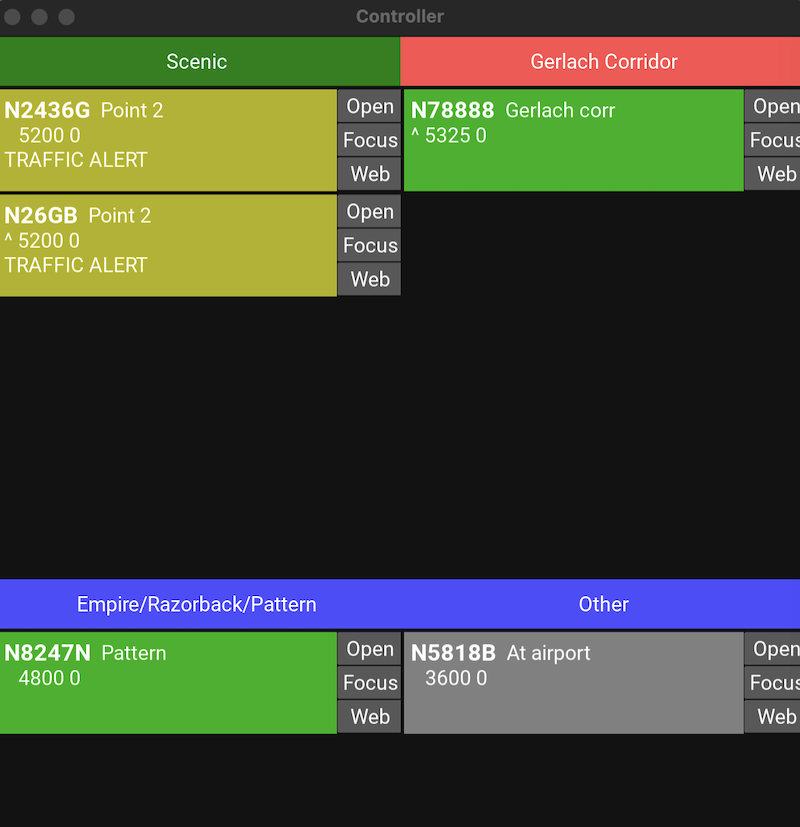 Controller
Scenic
Gerlach Corridor
N2436G Point 2
5200 0
TRAFFIC ALERT
Open
Focus
Web
N78888 Gerlach corr
^ 5325 0
Open
Focus
Web
N26GB Point 2
^ 5200 0
TRAFFIC ALERT
Open
Focus
Web
Empire/Razorback/Pattern
Other
N8247N Pattern
4800 0
Open
Focus
Web
N5818B At airport
3600 0
Open
Focus
Web